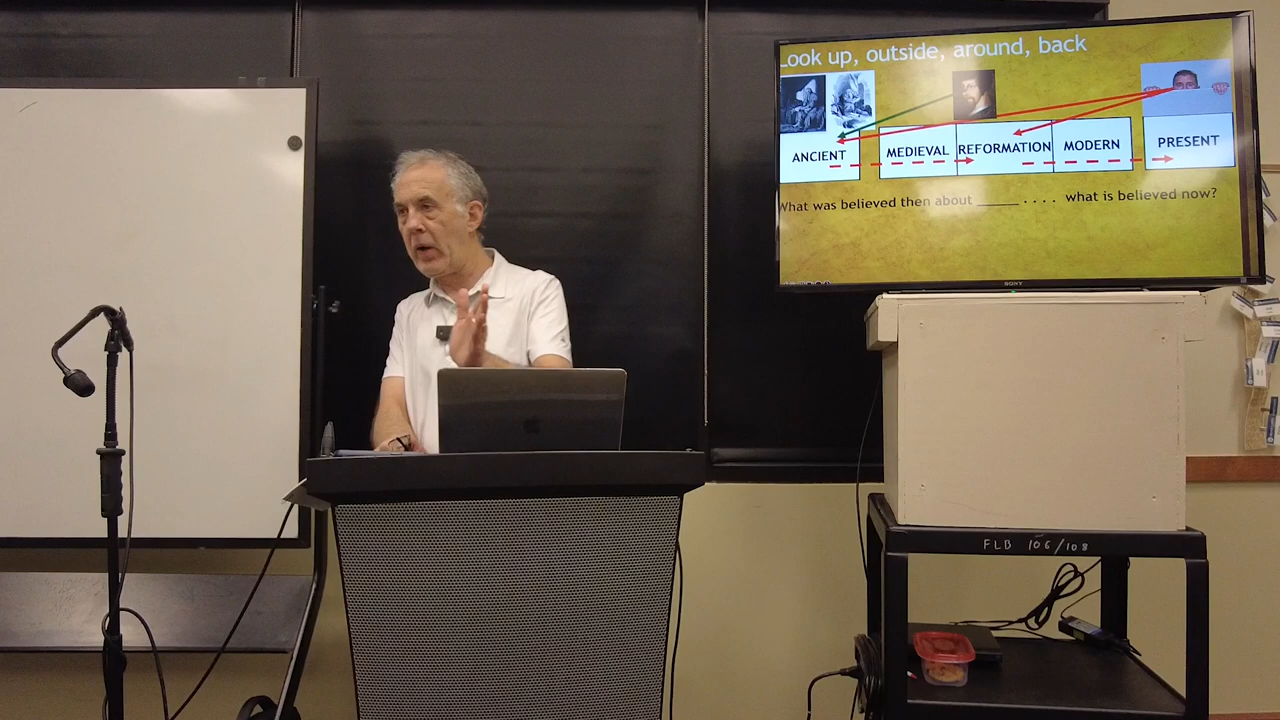 Look up, outside, around, back
ANCIENT MEDIEVAL REFORMATION MODERN PRESENT
What was believed then about ______ . . . . what is believed now?
SONY
FLB 106/108